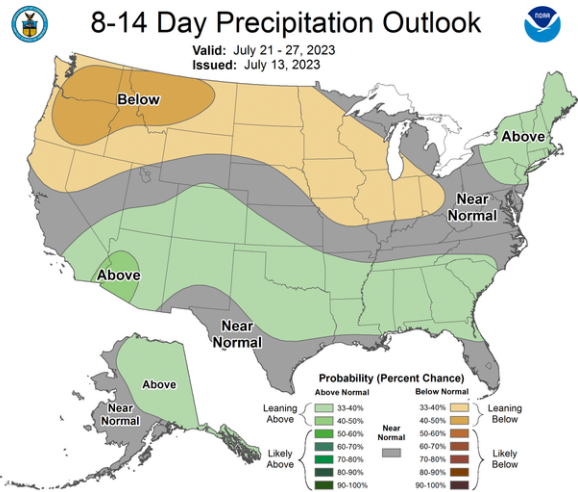 8-14 Day Precipitation Outlook
NOAA
Valid: July 21 - 27, 2023
Issued: July 13, 2023
Below
Above
Near
Normal
Above
Near
Normal
Above
Near
Normal
Probability (Percent Chance)
Above Normal
Below Normal
Leaning
Above
33-40%
40-50%
Likely
Above
50-60%
60-70%
70-80%
80-90%
90-100%
Near
Normal
33-40%
40-50%
Leaning
Below
50-60%
60-70%
70-80%
80-90%
90-100%
Likely
Below